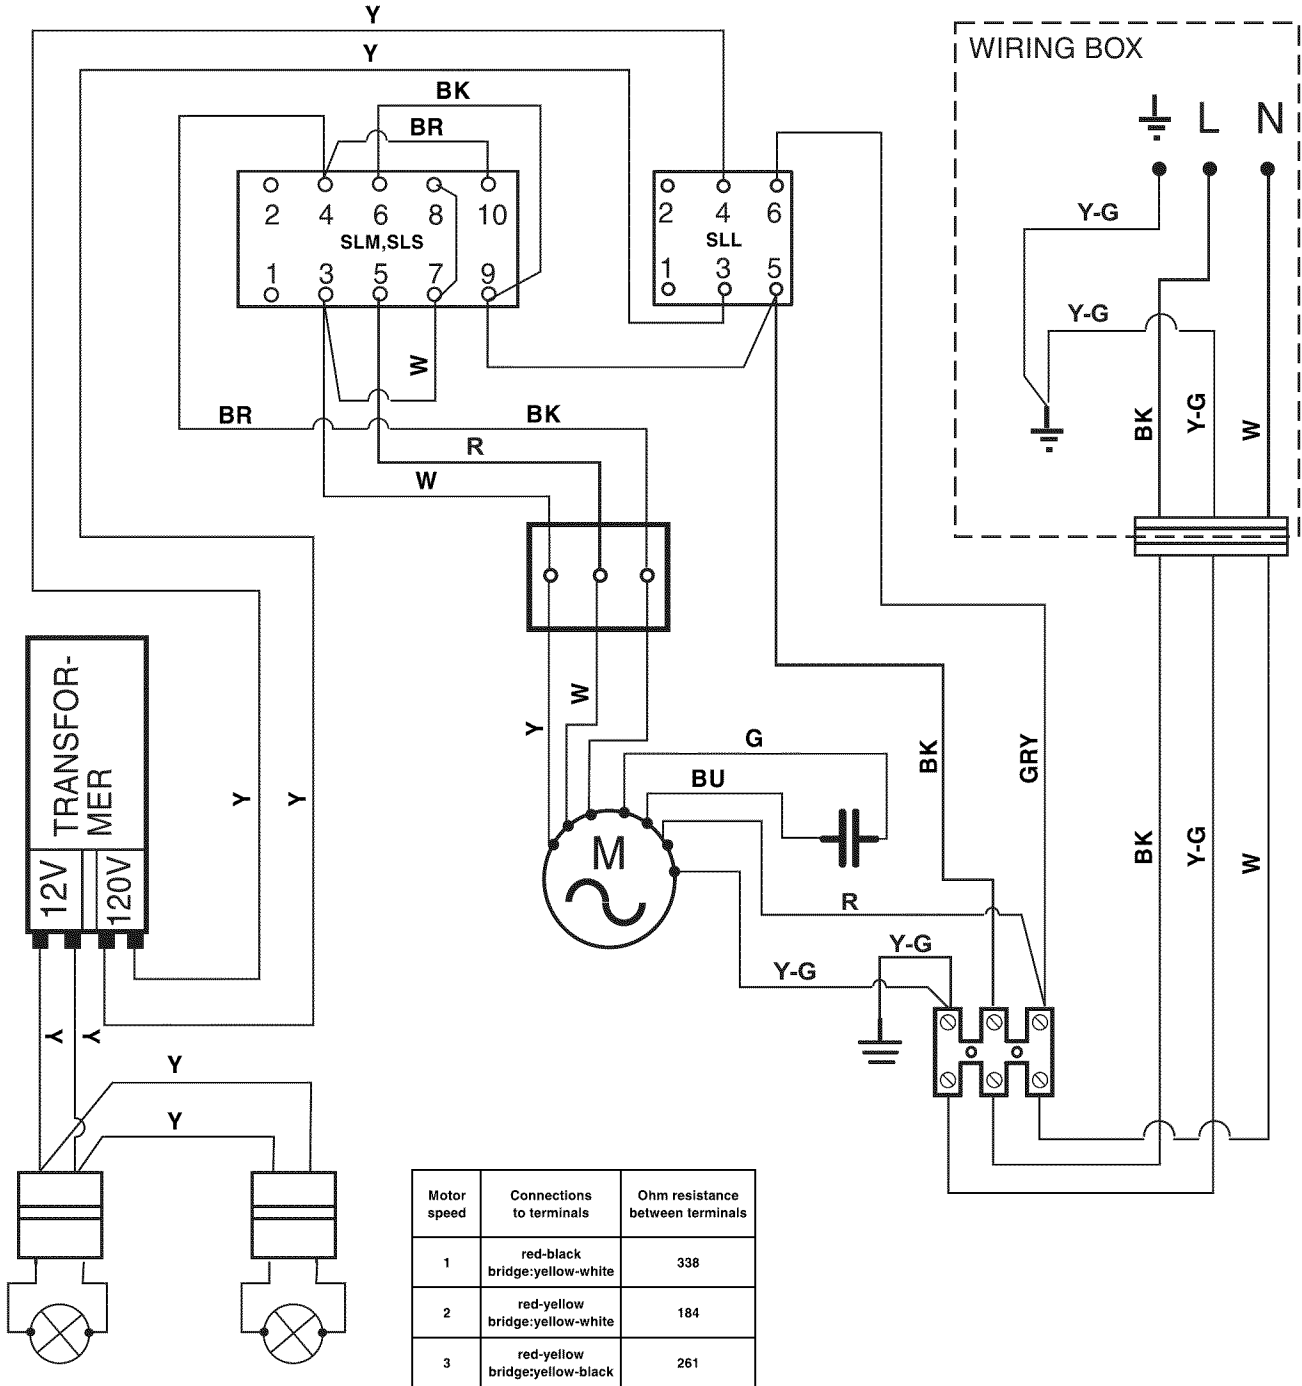 Y
Y
WIRING BOX
BK
BR
L N
2 4 6 8 10
SLM,SLS
1 3 5 7 9
2 4 6
SLL
1 3 5
Y-G
Y-G
W
BR
BK
BK
Y-G
W
R
W
TRANSFOR-
MER
12V
120V
Y
Y
Y
W
G
BU
M
BK
GRY
BK
Y-G
W
R
Y-G
Y-G
Y
Y
Y
Y
Motor
speed
Connections
to terminals
Ohm resistance
between terminals
1
red-black
bridge:yellow-white
338
2
red-yellow
bridge:yellow-white
184
3
red-yellow
bridge:yellow-black
261